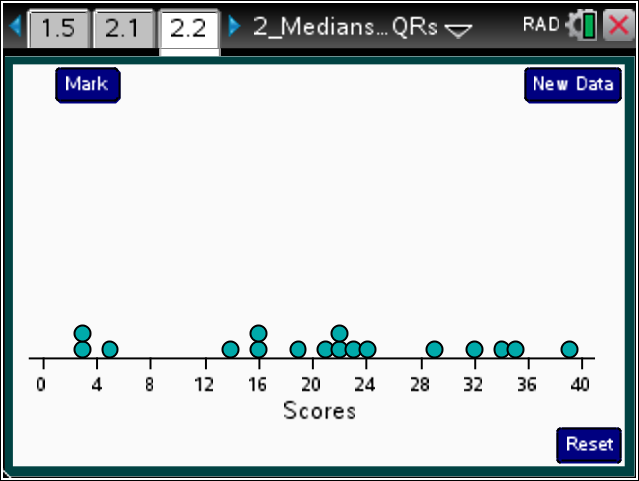 1.5 2.1 2.2 2_Medians...QRs RAD
Mark New Data
0 4 8 12 16 20 24 28 32 36 40
Scores
Reset